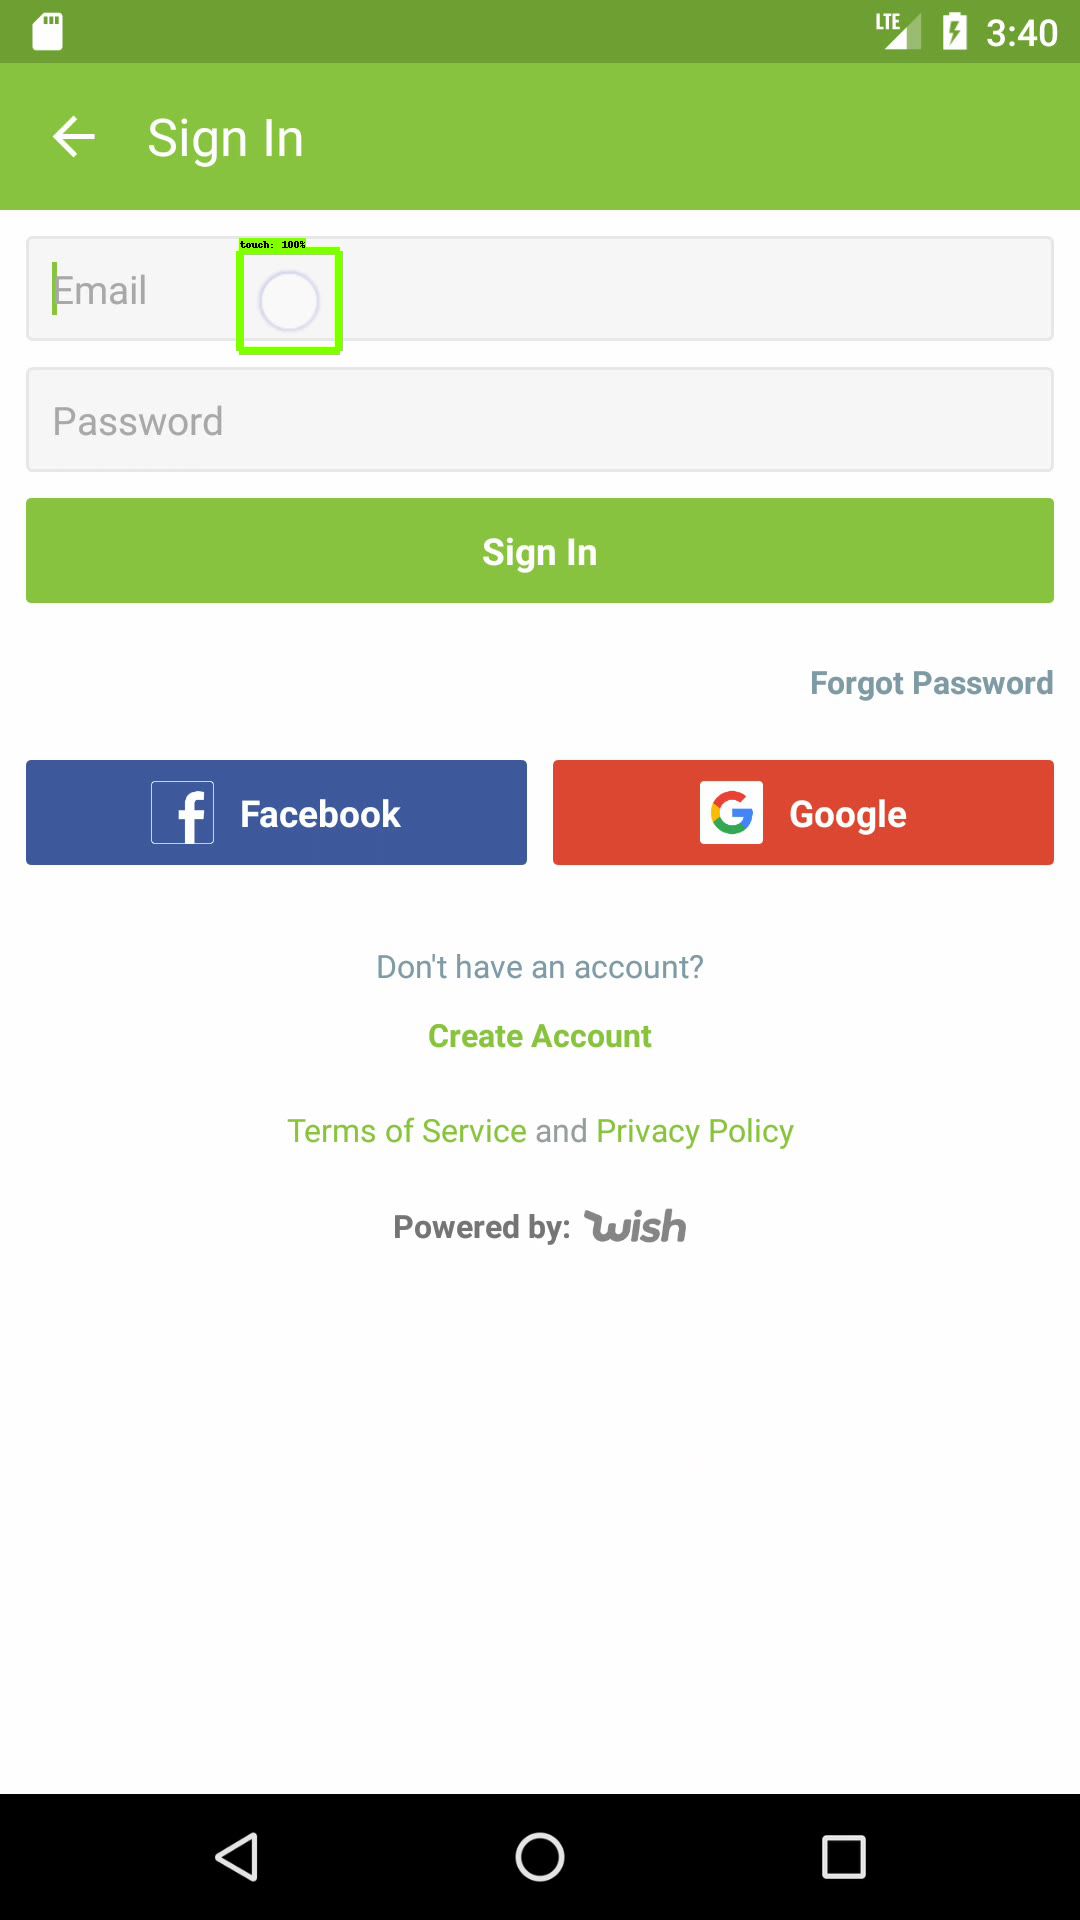 LTE 3:40
Sign In
touch: 100%
Email
Password
Sign In
Forgot Password
Facebook Google
Don't have an account?
Create Account
Terms of Service and Privacy Policy
Powered by: wish